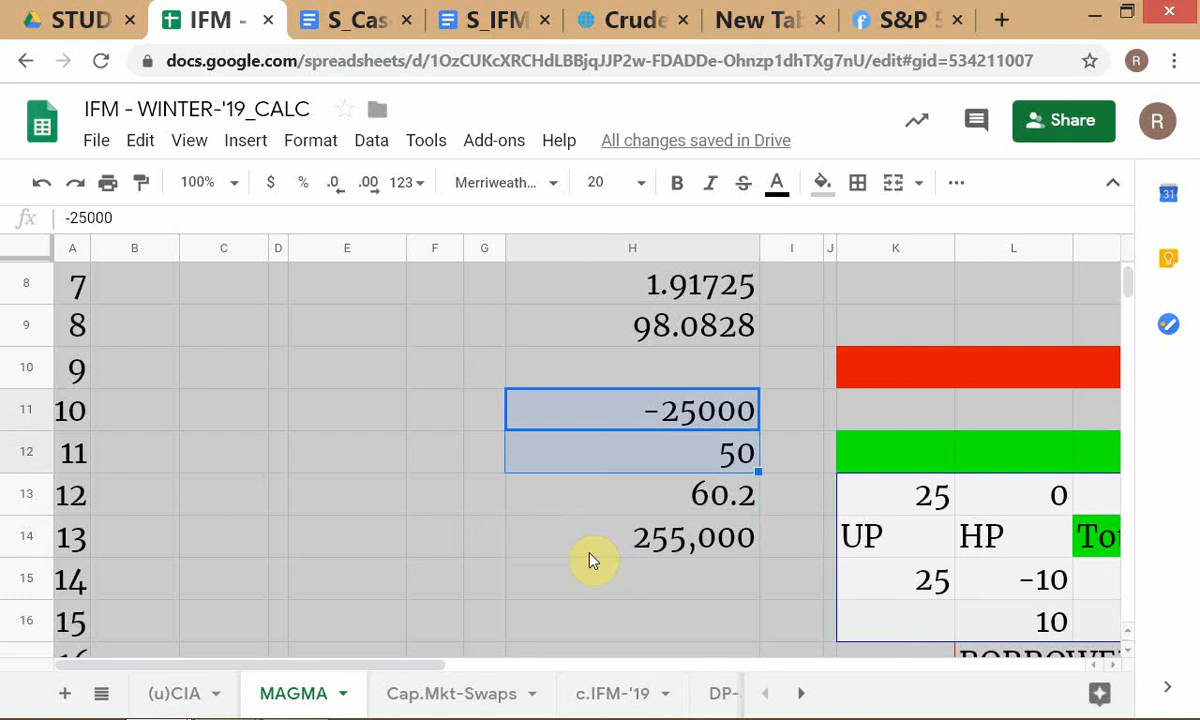 STUD
IFM -
S_Cas
S_IFM
Crude
New Tab
S&P 5
docs.google.com/spreadsheets/d/1OzCUKcXRCHdLBBjqJJP2w-FDADDe-Ohnzp1dhTXg7nU/edit#gid=534211007
R
IFM - WINTER-'19_CALC
File Edit View Insert Format Data Tools Add-ons Help All changes saved in Drive
Share
R
100% $ % .0 .00 123 Merriweath... 20 B I S A
31
fx -25000
A B C D E F G H I J K L
8 7 1.91725
9 8 98.0828
10 9
11 10 -25000
12 11 50
13 12 60.2 25 0
14 13 255,000 UP HP Tot
15 14 25 -10
16 15 10
(u)CIA MAGMA Cap.Mkt-Swaps c.IFM-'19 DP-